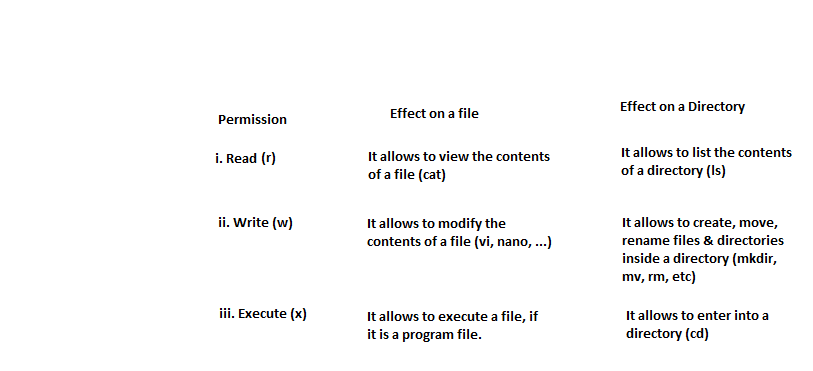 Permission
Effect on a file
Effect on a Directory
i. Read (r)
It allows to view the contents
of a file (cat)
It allows to list the contents
of a directory (ls)
ii. Write (w)
It allows to modify the
contents of a file (vi, nano, ...)
It allows to create, move,
rename files & directories
inside a directory (mkdir,
mv, rm, etc)
iii. Execute (x)
It allows to execute a file, if
it is a program file.
It allows to enter into a
directory (cd)